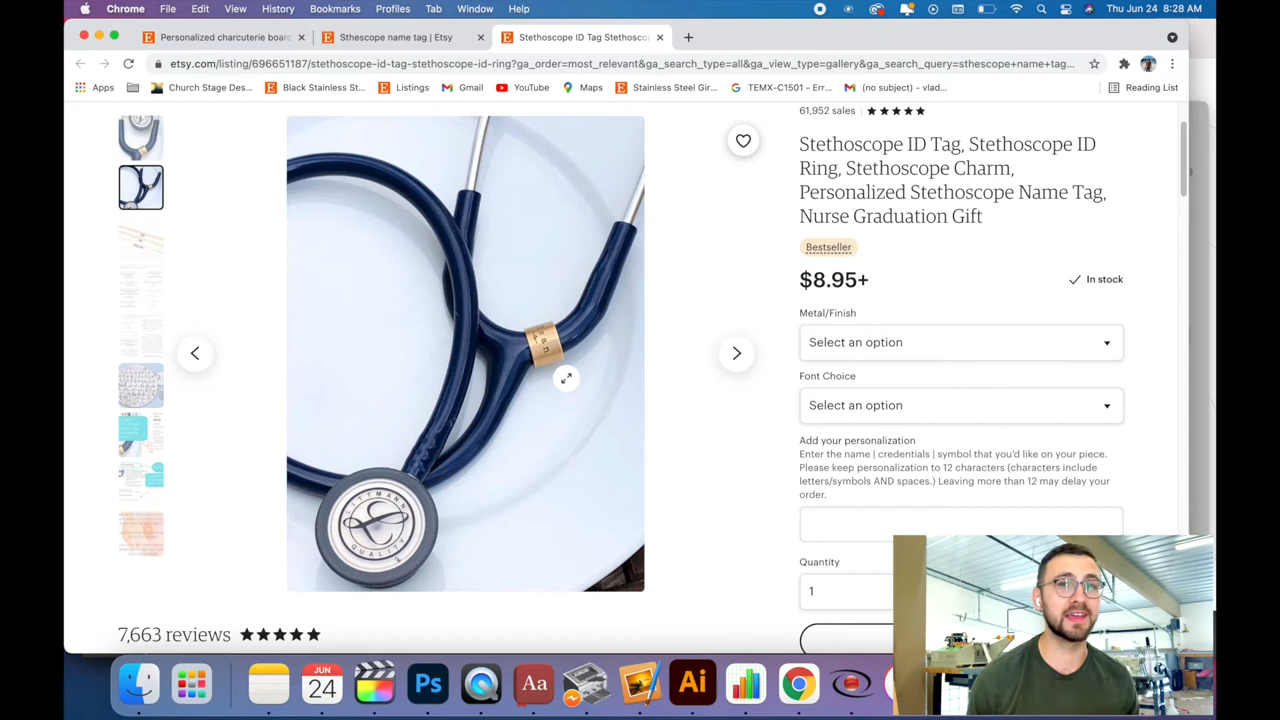 Chrome File Edit View History Bookmarks Profiles Tab Window Help Thu Jun 24 8:28 AM
Personalized charcuterie board Sthescope name tag | Etsy Stethoscope ID Tag Stethosco
etsy.com/listing/696651187/stethoscope-id-tag-stethoscope-id-ring?ga_order=most_relevant&ga_search_type=all&ga_view_type=gallery&ga_search_query=sthescope+name+tag...
Apps Church Stage Des... Black Stainless St... Listings Gmail YouTube Maps Stainless Steel Gir... TEMX-C1501 - Err... (no subject) - vlad... Reading List
61,952 sales
Stethoscope ID Tag, Stethoscope ID
Ring, Stethoscope Charm,
Personalized Stethoscope Name Tag,
Nurse Graduation Gift
Bestseller
$8.95+ In stock
Metal/Finish
Select an option
Font Choice
Select an option
Add your personalization
Enter the name | credentials | symbol that you'd like on your piece.
Please keep personalization to 12 characters (characters include
letters/symbols AND spaces.) Leaving more than 12 may delay your
order.
Quantity
1
LITTMANN
QUALITY
7,663 reviews
JUN
24
Ps
Aa
Ai